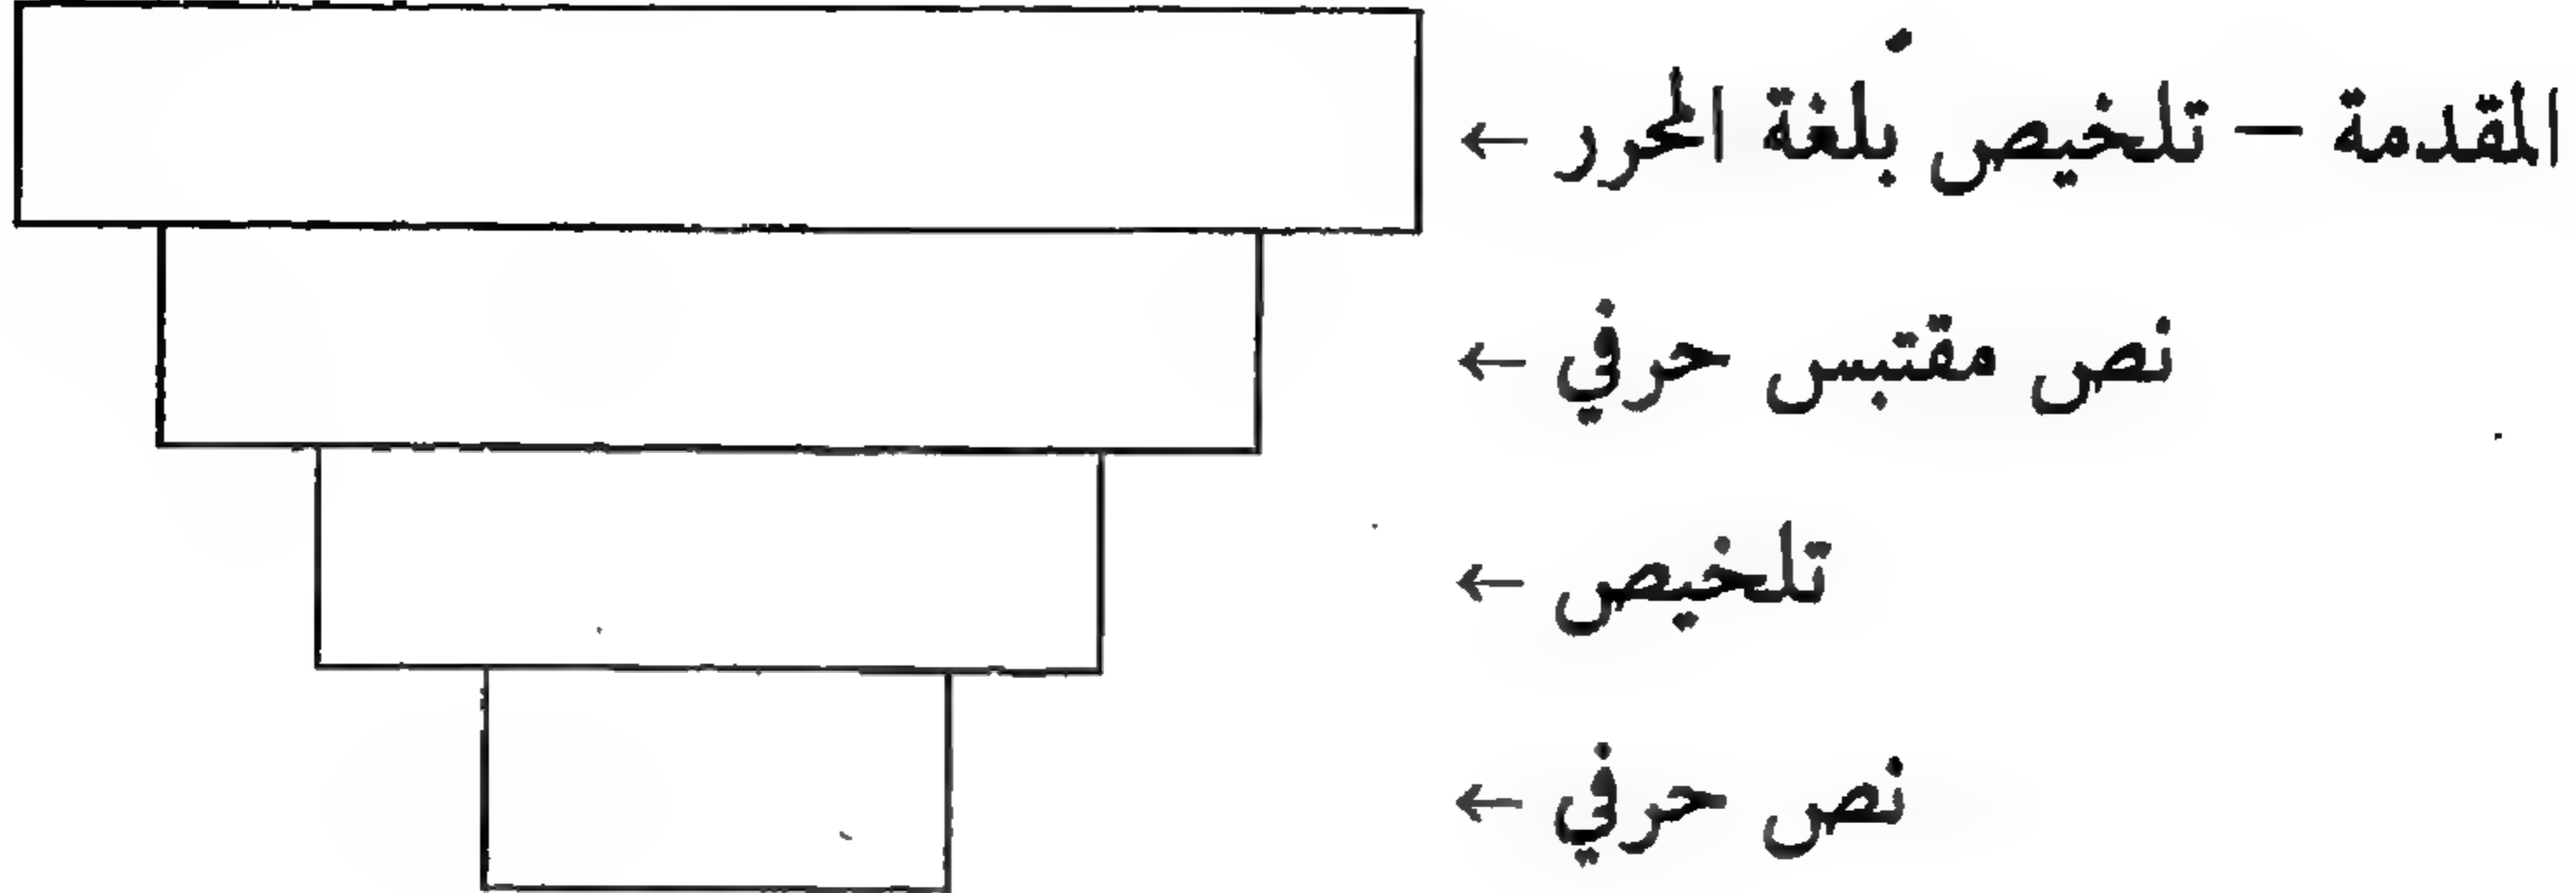 المقدمة – تلخيص بلغة المحرر ←
نص مقتبس حرفي ←
تلخيص ←
نص حرفي ←